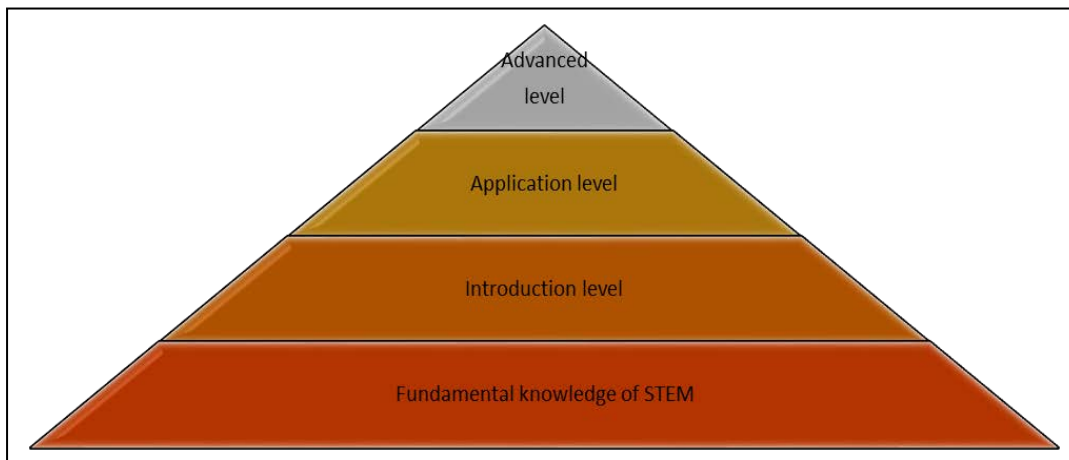 Advanced
level
Application level
Introduction level
Fundamental knowledge of STEM